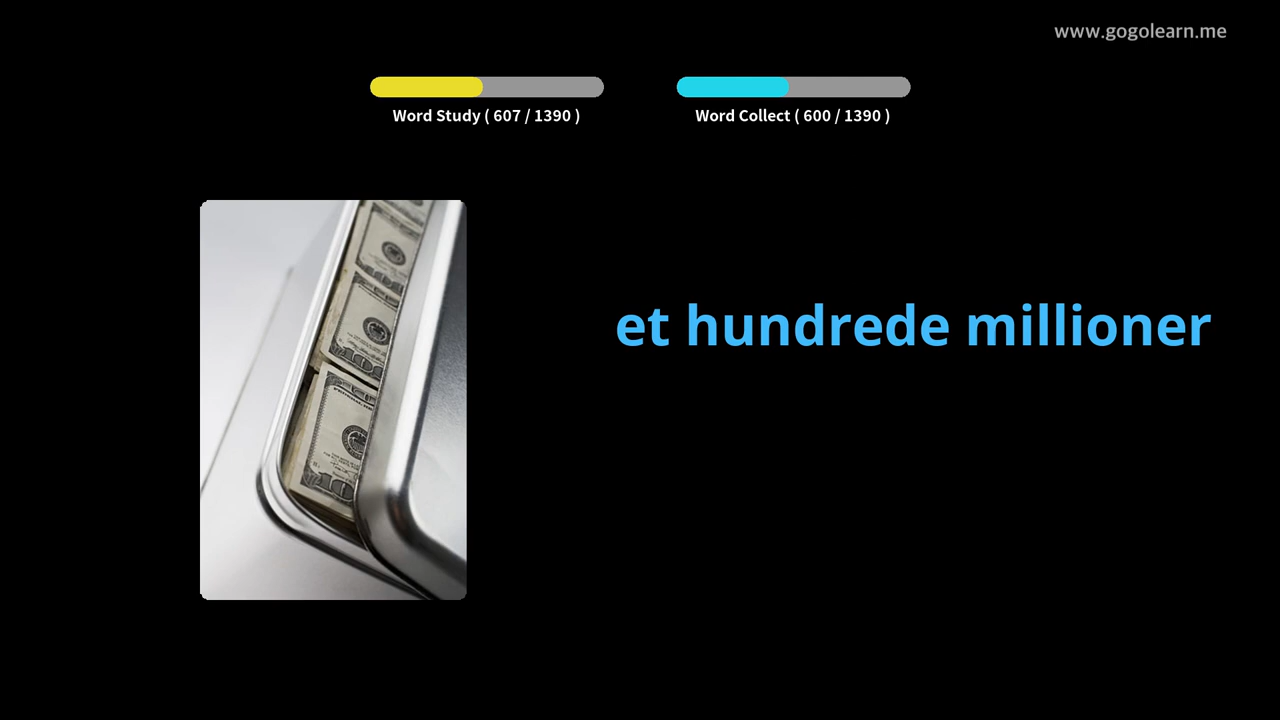 www.gogolearn.me
Word Study ( 607 / 1390 )
Word Collect ( 600 / 1390 )
et hundrede millioner